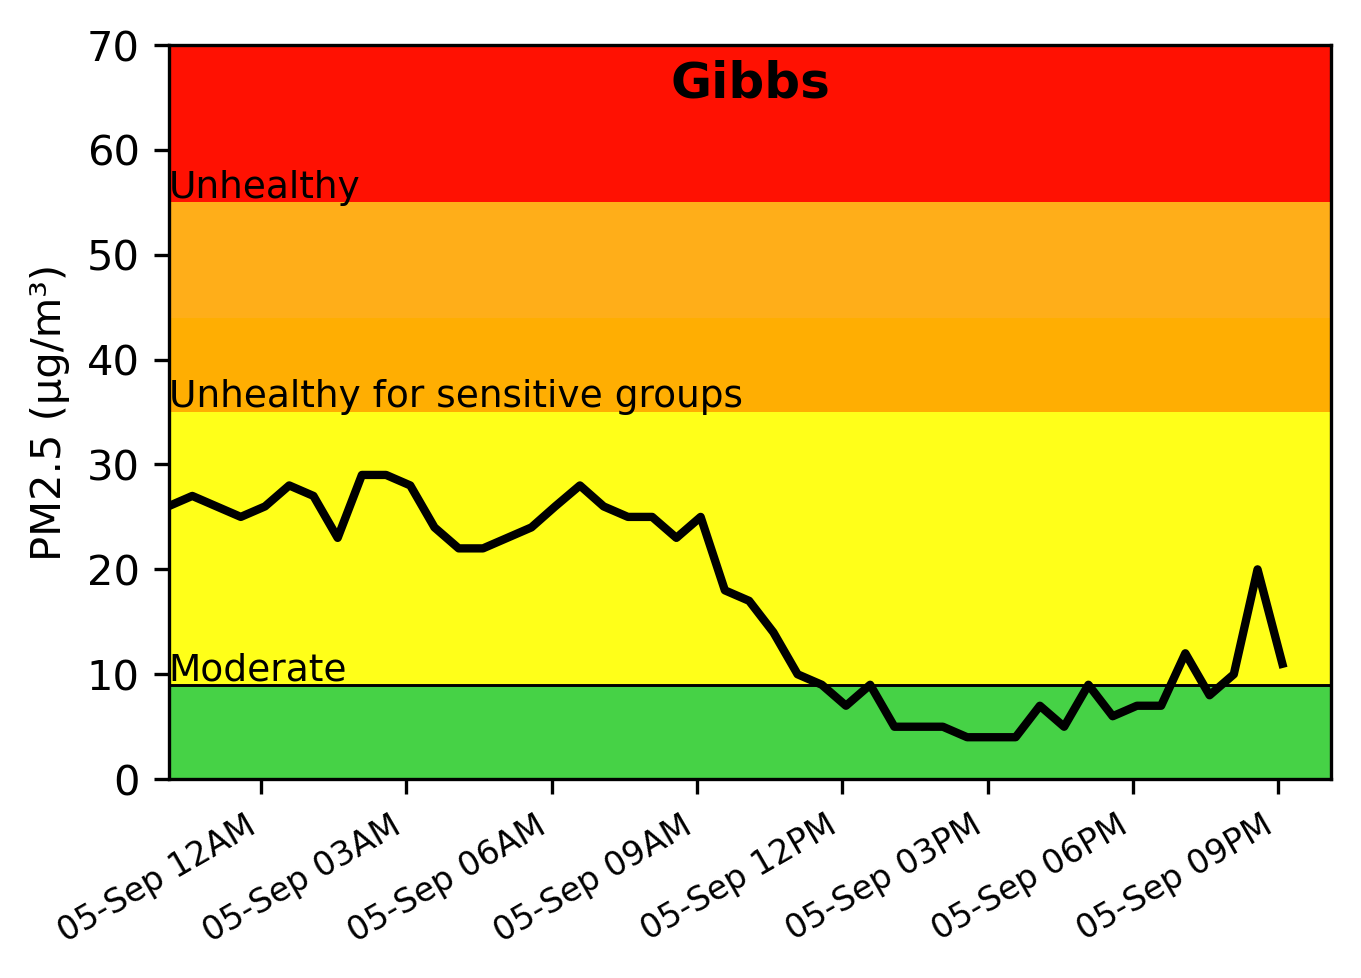 Gibbs
PM2.5 (µg/m³)
70
60
50
40
30
20
10
0
Unhealthy
Unhealthy for sensitive groups
Moderate
05-Sep 12AM
05-Sep 03AM
05-Sep 06AM
05-Sep 09AM
05-Sep 12PM
05-Sep 03PM
05-Sep 06PM
05-Sep 09PM